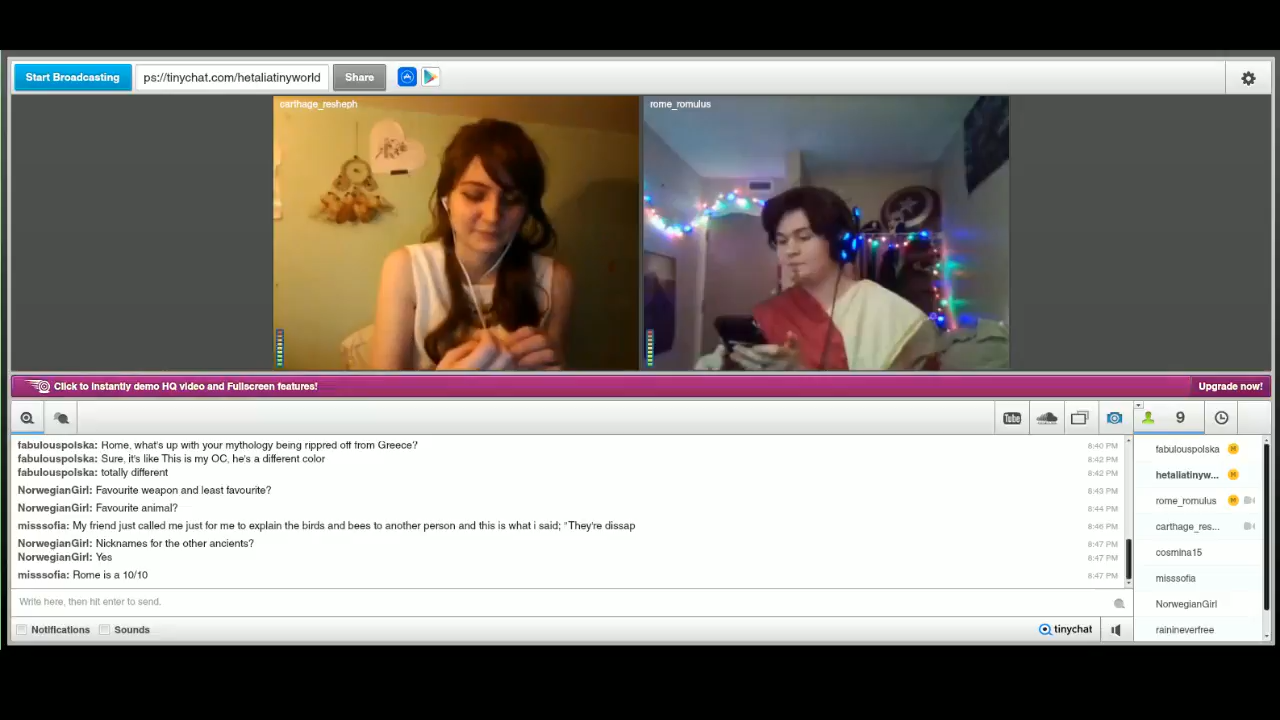 Start Broadcasting
ps://tinychat.com/hetaliatinyworld
Share
carthage_resheph
rome_romulus
Click to instantly demo HQ video and Fullscreen features!
Upgrade now!
You Tube
9
fabulouspolska: Rome, what's up with your mythology being rippred off from Greece? 8:40 PM
fabulouspolska: Sure, it's like This is my OC, he's a different color 8:42 PM
fabulouspolska: totally different 8:42 PM
NorwegianGirl: Favourite weapon and least favourite? 8:43 PM
NorwegianGirl: Favourite animal? 8:44 PM
misssofia: My friend just called me just for me to explain the birds and bees to another person and this is what i said; "They're dissap 8:46 PM
NorwegianGirl: Nicknames for the other ancients? 8:47 PM
NorwegianGirl: Yes 8:47 PM
misssofia: Rome is a 10/10 8:47 PM
Write here, then hit enter to send.
Notifications
Sounds
tinychat
fabulouspolska M
hetaliatinyw... M
rome_romulus M
carthage_res...
cosmina15
misssofia
NorwegianGirl
rainineverfree